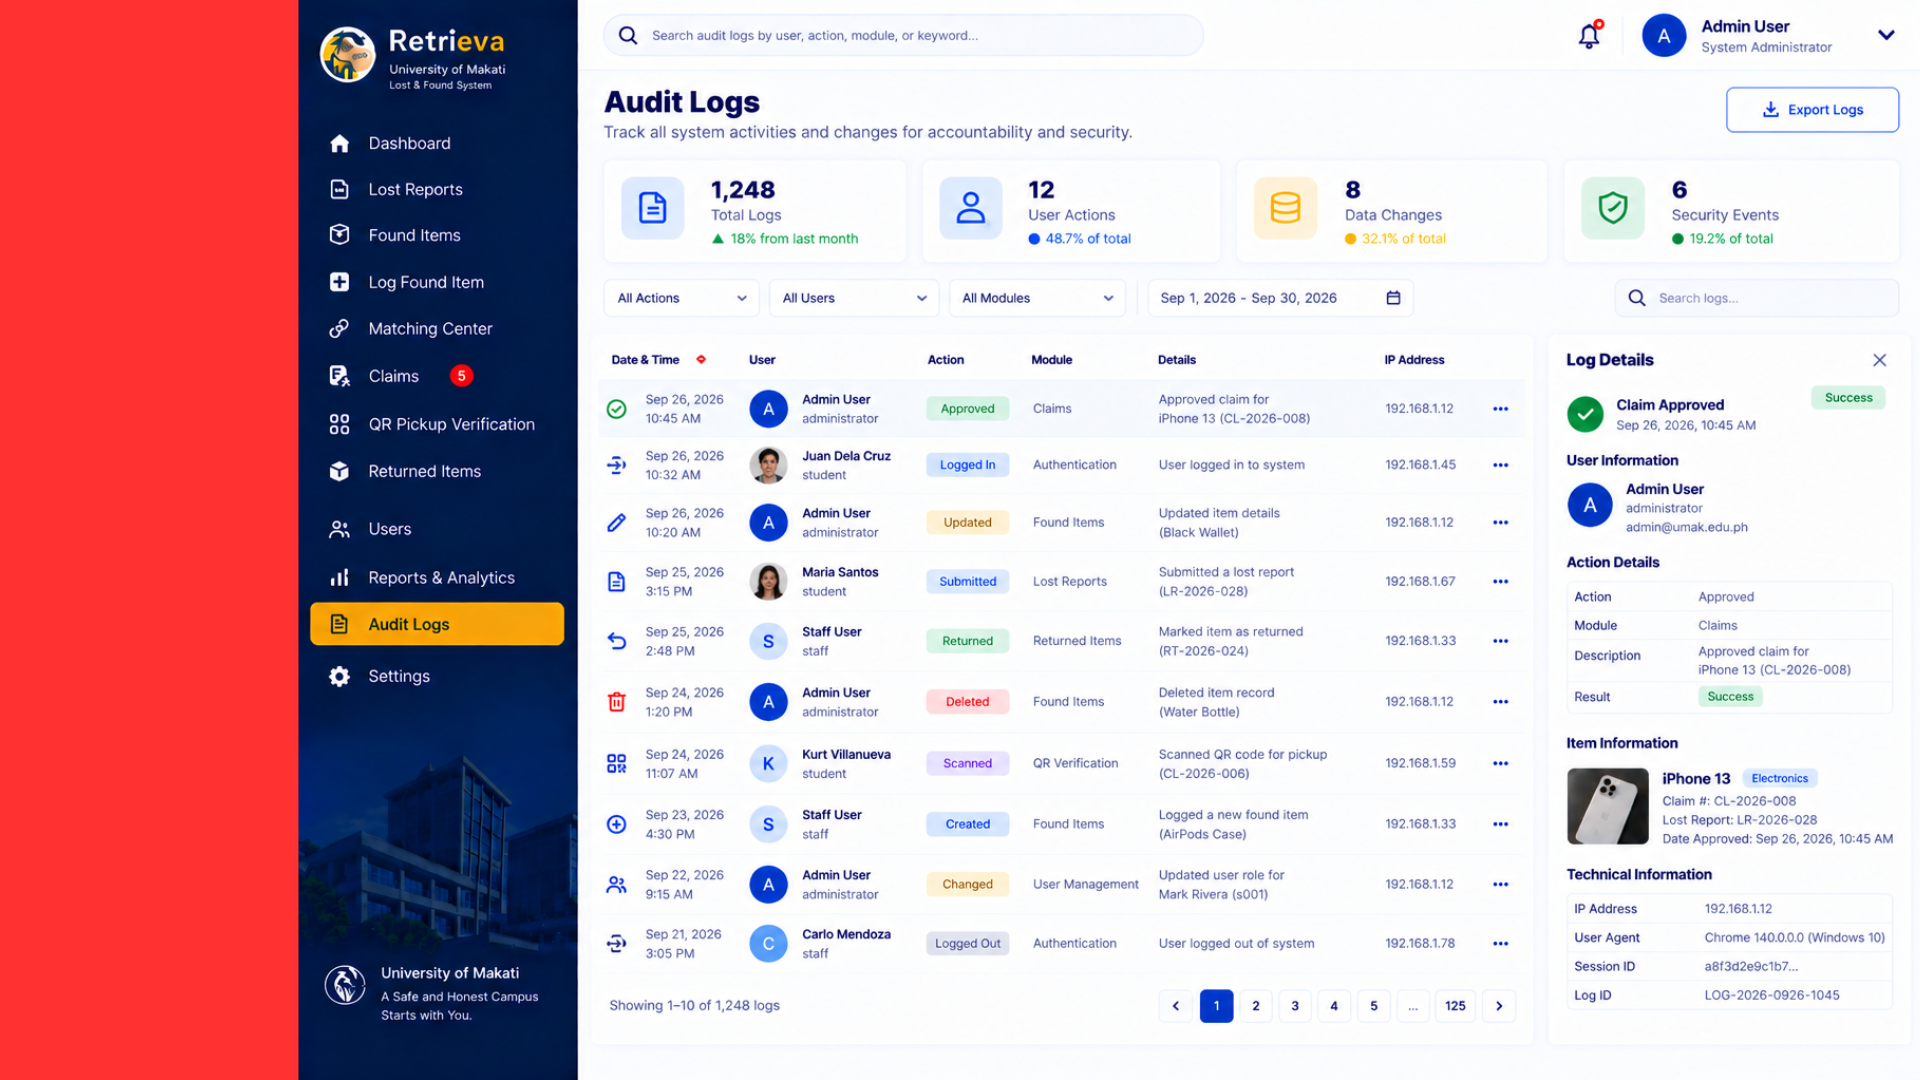 Retrieva
University of Makati
Lost & Found System
Dashboard
Lost Reports
Found Items
Log Found Item
Matching Center
Claims 5
QR Pickup Verification
Returned Items
Users
Reports & Analytics
Audit Logs
Settings
University of Makati
A Safe and Honest Campus
Starts with You.
Search audit logs by user, action, module, or keyword...
A
Admin User
System Administrator
Audit Logs
Track all system activities and changes for accountability and security.
Export Logs
1,248
Total Logs
18% from last month
12
User Actions
48.7% of total
8
Data Changes
32.1% of total
6
Security Events
19.2% of total
All Actions
All Users
All Modules
Sep 1, 2026 - Sep 30, 2026
Search logs...
Date & Time User Action Module Details IP Address
Sep 26, 2026
10:45 AM
A
Admin User
administrator
Approved
Claims
Approved claim for
iPhone 13 (CL-2026-008)
192.168.1.12
Sep 26, 2026
10:32 AM
Juan Dela Cruz
student
Logged In
Authentication
User logged in to system
192.168.1.45
Sep 26, 2026
10:20 AM
A
Admin User
administrator
Updated
Found Items
Updated item details
(Black Wallet)
192.168.1.12
Sep 25, 2026
3:15 PM
Maria Santos
student
Submitted
Lost Reports
Submitted a lost report
(LR-2026-028)
192.168.1.67
Sep 25, 2026
2:48 PM
S
Staff User
staff
Returned
Returned Items
Marked item as returned
(RT-2026-024)
192.168.1.33
Sep 24, 2026
1:20 PM
A
Admin User
administrator
Deleted
Found Items
Deleted item record
(Water Bottle)
192.168.1.12
Sep 24, 2026
11:07 AM
K
Kurt Villanueva
student
Scanned
QR Verification
Scanned QR code for pickup
(CL-2026-006)
192.168.1.59
Sep 23, 2026
4:30 PM
S
Staff User
staff
Created
Found Items
Logged a new found item
(AirPods Case)
192.168.1.33
Sep 22, 2026
9:15 AM
A
Admin User
administrator
Changed
User Management
Updated user role for
Mark Rivera (s001)
192.168.1.12
Sep 21, 2026
3:05 PM
C
Carlo Mendoza
staff
Logged Out
Authentication
User logged out of system
192.168.1.78
Showing 1–10 of 1,248 logs
1 2 3 4 5 ... 125
Log Details
Claim Approved
Sep 26, 2026, 10:45 AM
Success
User Information
A
Admin User
administrator
admin@umak.edu.ph
Action Details
Action Approved
Module Claims
Description Approved claim for
iPhone 13 (CL-2026-008)
Result Success
Item Information
iPhone 13 Electronics
Claim #: CL-2026-008
Lost Report: LR-2026-028
Date Approved: Sep 26, 2026, 10:45 AM
Technical Information
IP Address 192.168.1.12
User Agent Chrome 140.0.0.0 (Windows 10)
Session ID a8f3d2e9c1b7...
Log ID LOG-2026-0926-1045